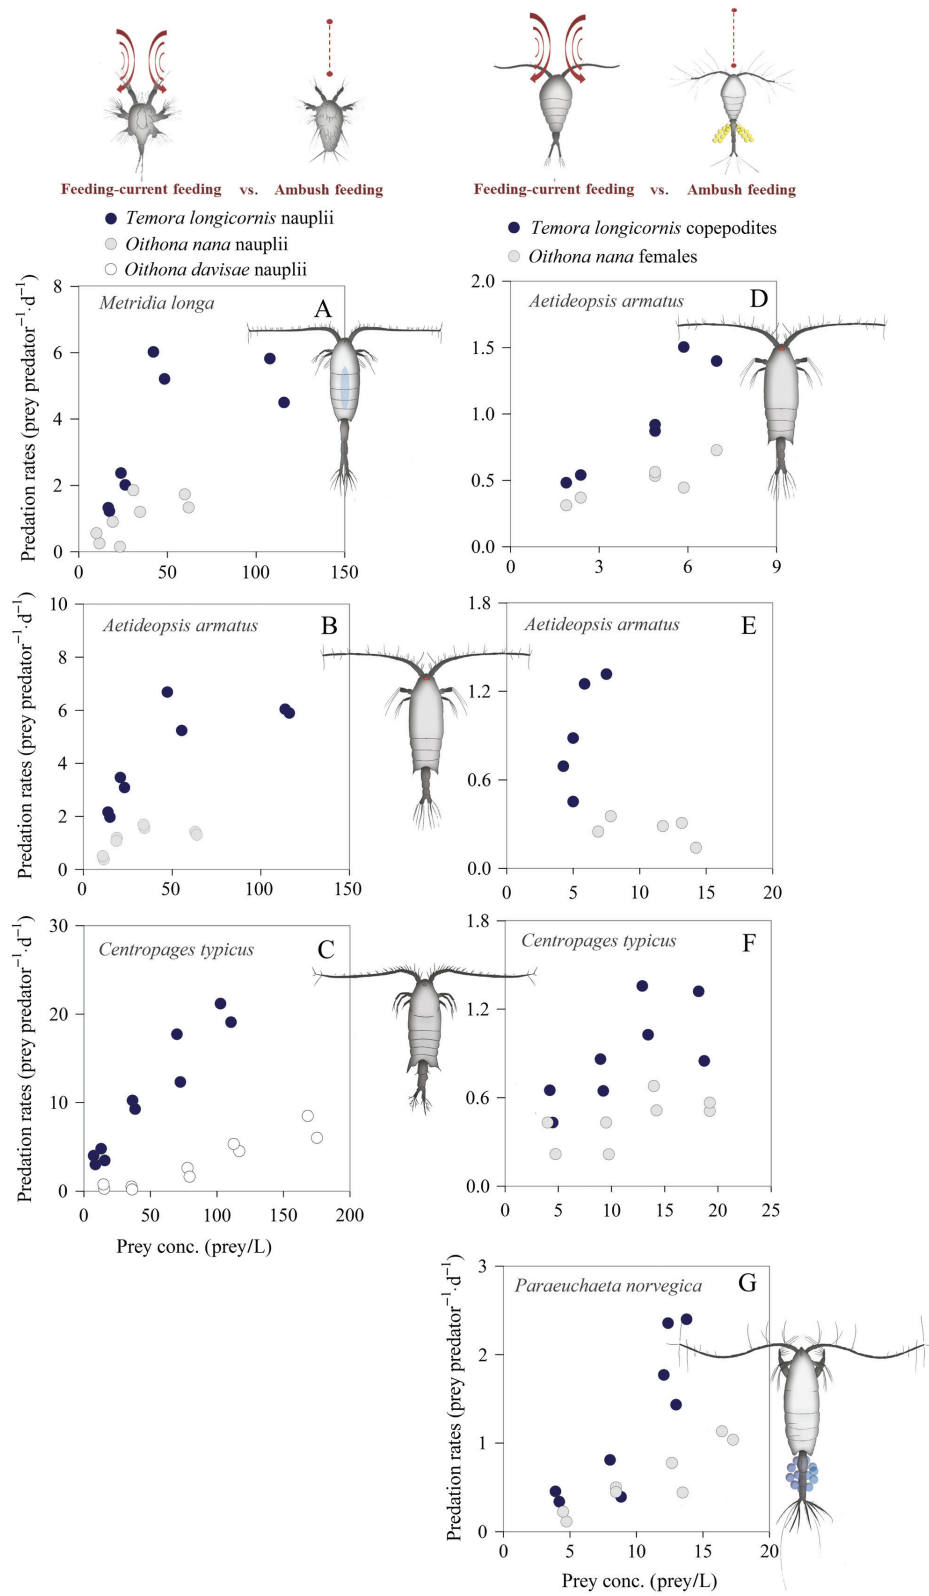 Feeding-current feeding vs. Ambush feeding
Feeding-current feeding vs. Ambush feeding
Temora longicornis nauplii
Oithona nana nauplii
Oithona davisae nauplii
Temora longicornis copepodites
Oithona nana females
Predation rates (prey predator⁻¹·d⁻¹)
8
6
4
2
0
Metridia longa
A
0
50
100
150
2.0
1.5
1.0
0.5
0.0
Aetideopsis armatus
D
0
3
6
9
Predation rates (prey predator⁻¹·d⁻¹)
10
8
6
4
2
0
Aetideopsis armatus
B
0
50
100
150
1.8
1.2
0.6
0.0
Aetideopsis armatus
E
0
5
10
15
20
Predation rates (prey predator⁻¹·d⁻¹)
30
20
10
0
Centropages typicus
C
0
50
100
150
200
Prey conc. (prey/L)
1.8
1.2
0.6
0.0
Centropages typicus
F
0
5
10
15
20
25
Predation rates (prey predator⁻¹·d⁻¹)
3
2
1
0
Paraeuchaeta norvegica
G
0
5
10
15
20
Prey conc. (prey/L)